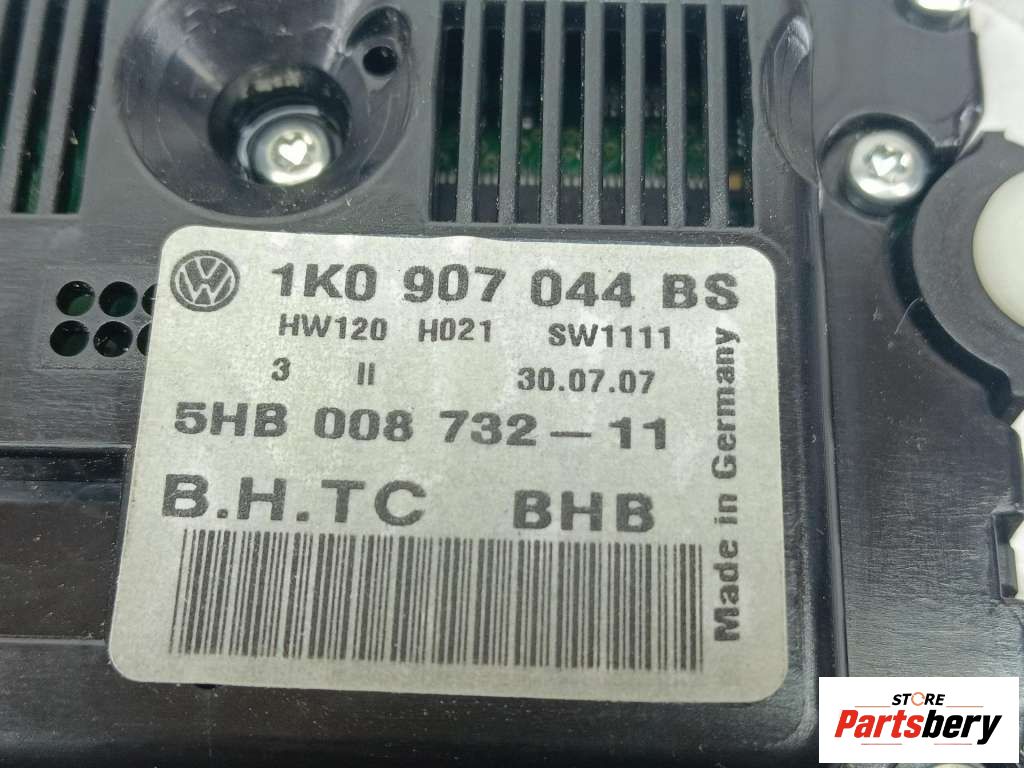 VW 1K0 907 044 BS
HW120 H021 SW1111
3 II 30.07.07
5HB 008 732-11
B.H.TC BHB
Made in Germany
STORE
Partsbery